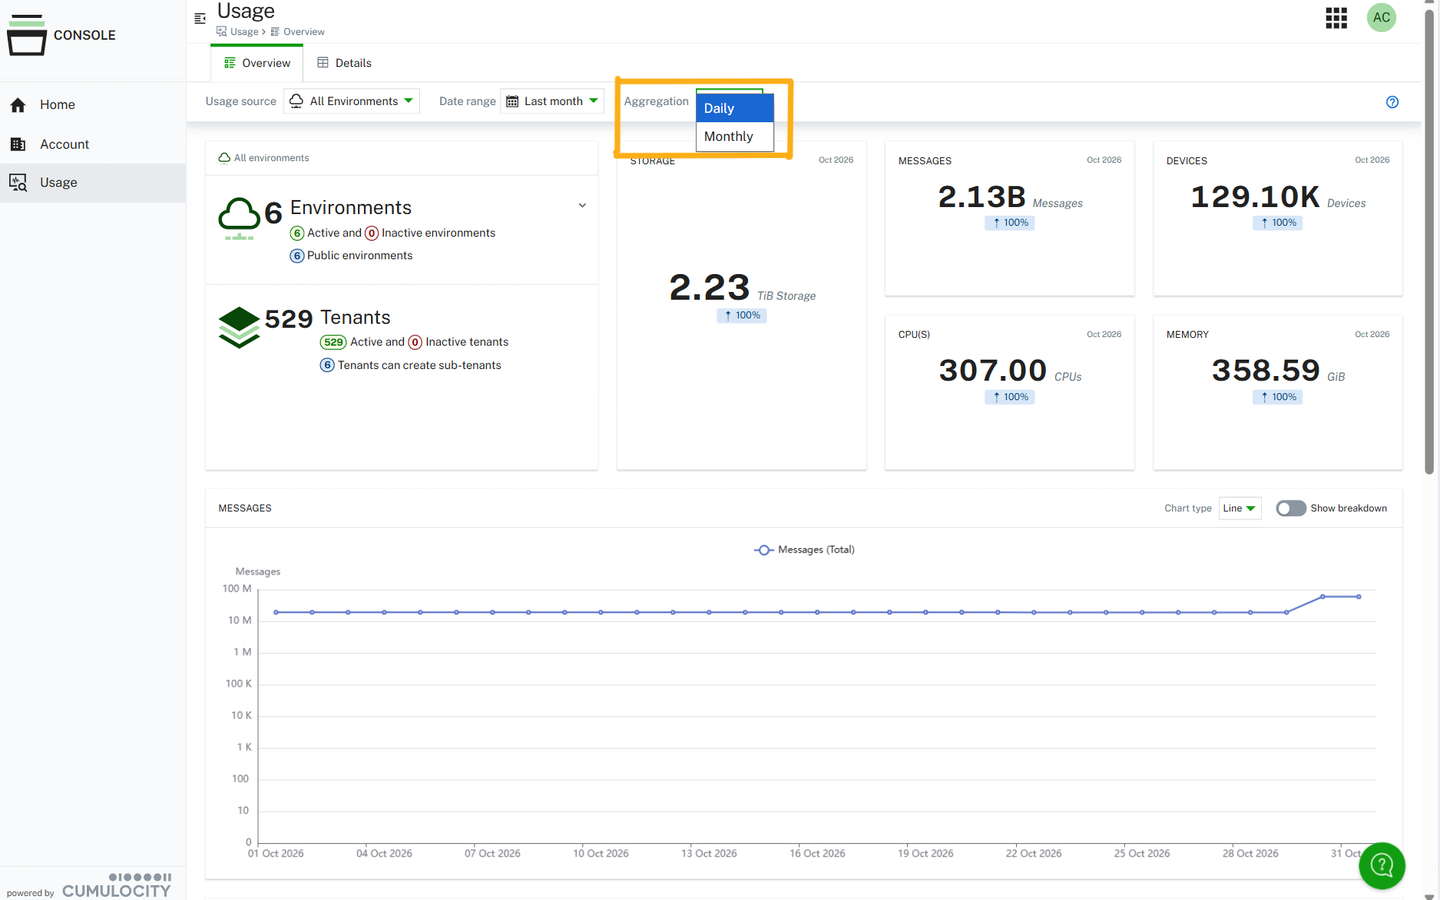 CONSOLE
Home
Account
Usage
Usage
Usage > Overview
AC
Overview
Details
Usage source
All Environments
Date range
Last month
Aggregation
Daily
Monthly
All environments
6 Environments
6 Active and 0 Inactive environments
6 Public environments
529 Tenants
529 Active and 0 Inactive tenants
6 Tenants can create sub-tenants
STORAGE
Oct 2026
2.23 TiB Storage
↑ 100%
MESSAGES
Oct 2026
2.13B Messages
↑ 100%
DEVICES
Oct 2026
129.10K Devices
↑ 100%
CPU(S)
Oct 2026
307.00 CPUs
↑ 100%
MEMORY
Oct 2026
358.59 GiB
↑ 100%
MESSAGES
Chart type
Line
Show breakdown
Messages (Total)
Messages
100 M
10 M
1 M
100 K
10 K
1 K
100
10
0
01 Oct 2026
04 Oct 2026
07 Oct 2026
10 Oct 2026
13 Oct 2026
16 Oct 2026
19 Oct 2026
22 Oct 2026
25 Oct 2026
28 Oct 2026
31 Oct
powered by CUMULOCITY